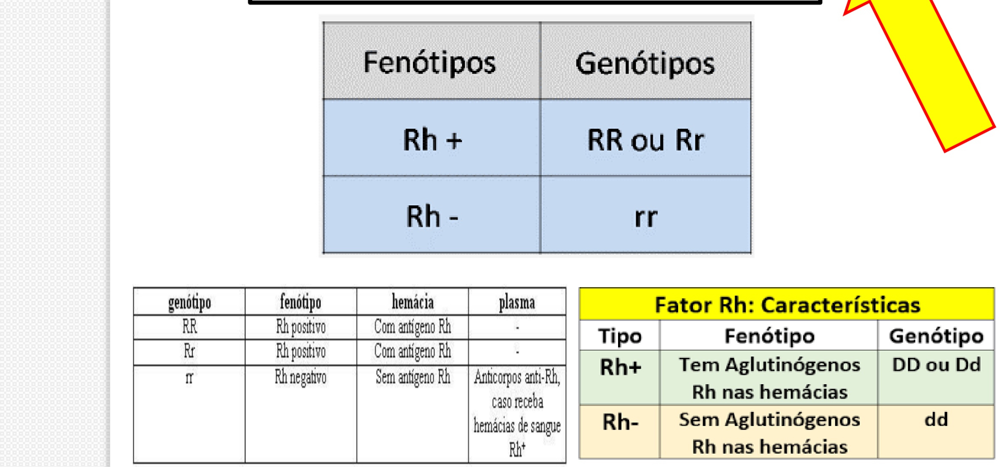 Fenótipos Genótipos
Rh + RR ou Rr
Rh - rr
genótipo fenótipo hemácia plasma
RR Rh positivo Com antígeno Rh -
Rr Rh positivo Com antígeno Rh -
rr Rh negativo Sem antígeno Rh Anticorpos anti-Rh,
caso receba
hemácias de sangue
Rh⁺
Fator Rh: Características
Tipo Fenótipo Genótipo
Rh+ Tem Aglutinógenos DD ou Dd
Rh nas hemácias
Rh- Sem Aglutinógenos dd
Rh nas hemácias